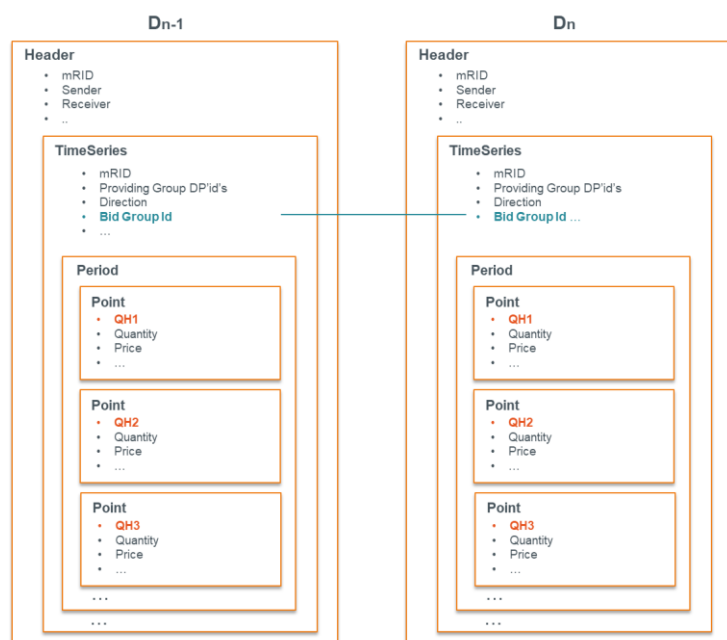 Dn-1
Header
• mRID
• Sender
• Receiver
• ..
TimeSeries
• mRID
• Providing Group DP'id's
• Direction
• Bid Group Id
• ...
Period
Point
• QH1
• Quantity
• Price
• ...
Point
• QH2
• Quantity
• Price
• ...
Point
• QH3
• Quantity
• Price
• ...
...
...
Dn
Header
• mRID
• Sender
• Receiver
• ..
TimeSeries
• mRID
• Providing Group DP'id's
• Direction
• Bid Group Id ...
Period
Point
• QH1
• Quantity
• Price
• ...
Point
• QH2
• Quantity
• Price
• ...
Point
• QH3
• Quantity
• Price
• ...
...
...